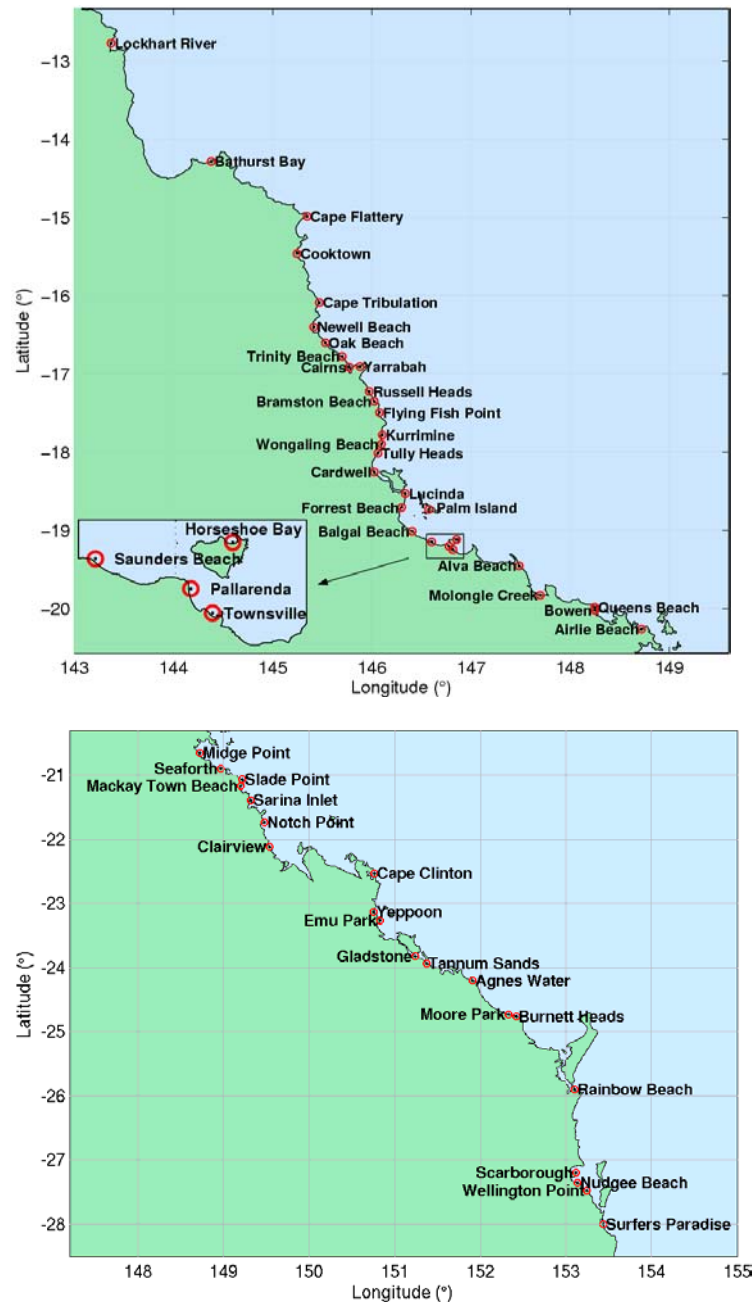 Lockhart River
−13
−14
Bathurst Bay
−15
Cape Flattery
Cooktown
−16
Cape Tribulation
Newell Beach
Oak Beach
Trinity Beach
Cairns
Yarrabah
−17
Russell Heads
Bramston Beach
Flying Fish Point
Kurrimine
−18
Wongaling Beach
Tully Heads
Cardwell
Lucinda
Forrest Beach
Palm Island
−19
Balgal Beach
Horseshoe Bay
Saunders Beach
Alva Beach
Pallarenda
Molongle Creek
−20
Townsville
Bowen
Queens Beach
Airlie Beach
Latitude (°)
143
144
145
146
147
148
149
Longitude (°)
Midge Point
−21
Seaforth
Slade Point
Mackay Town Beach
Sarina Inlet
Notch Point
−22
Clairview
Cape Clinton
−23
Yeppoon
Emu Park
Gladstone
Tannum Sands
−24
Agnes Water
Moore Park
Burnett Heads
−25
Rainbow Beach
−26
−27
Scarborough
Nudgee Beach
Wellington Point
Surfers Paradise
−28
Latitude (°)
148
149
150
151
152
153
154
155
Longitude (°)